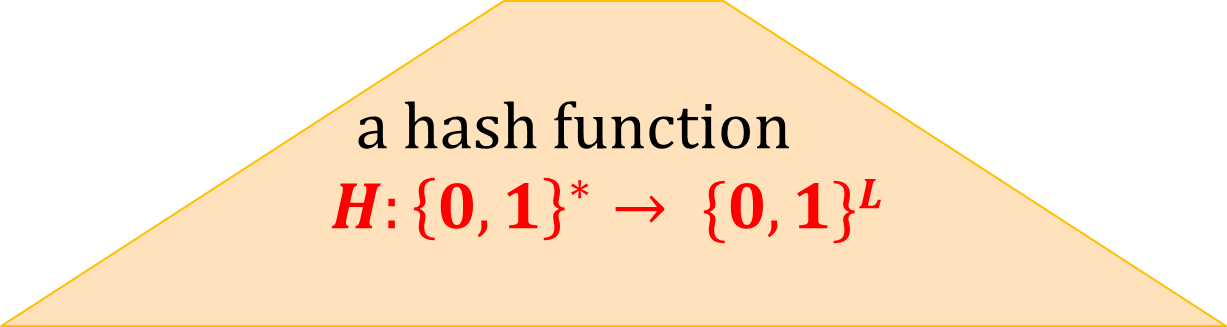 a hash function
H: {0, 1}* → {0, 1}^L